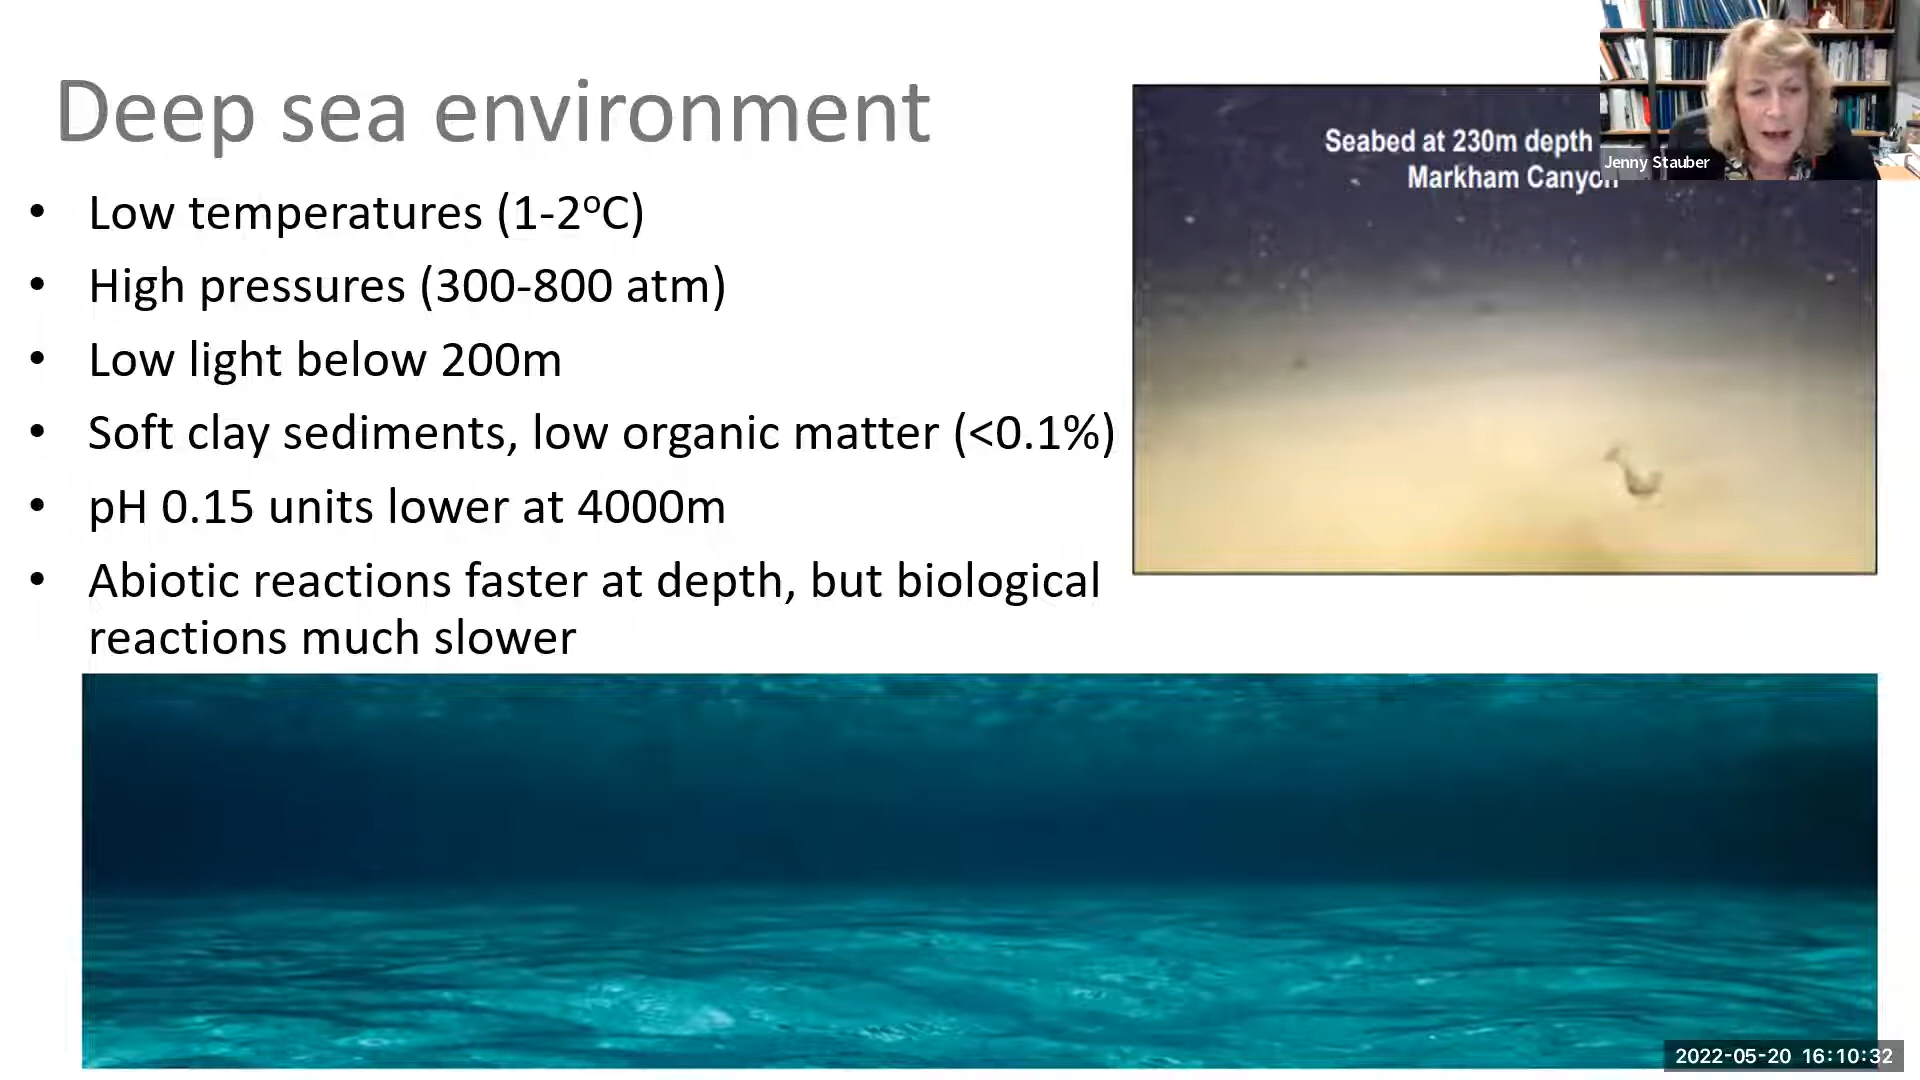 Deep sea environment
• Low temperatures (1-2ºC)
• High pressures (300-800 atm)
• Low light below 200m
• Soft clay sediments, low organic matter (<0.1%)
• pH 0.15 units lower at 4000m
• Abiotic reactions faster at depth, but biological
reactions much slower
Seabed at 230m depth
Markham Canyon
Jenny Stauber
2022-05-20 16:10:32